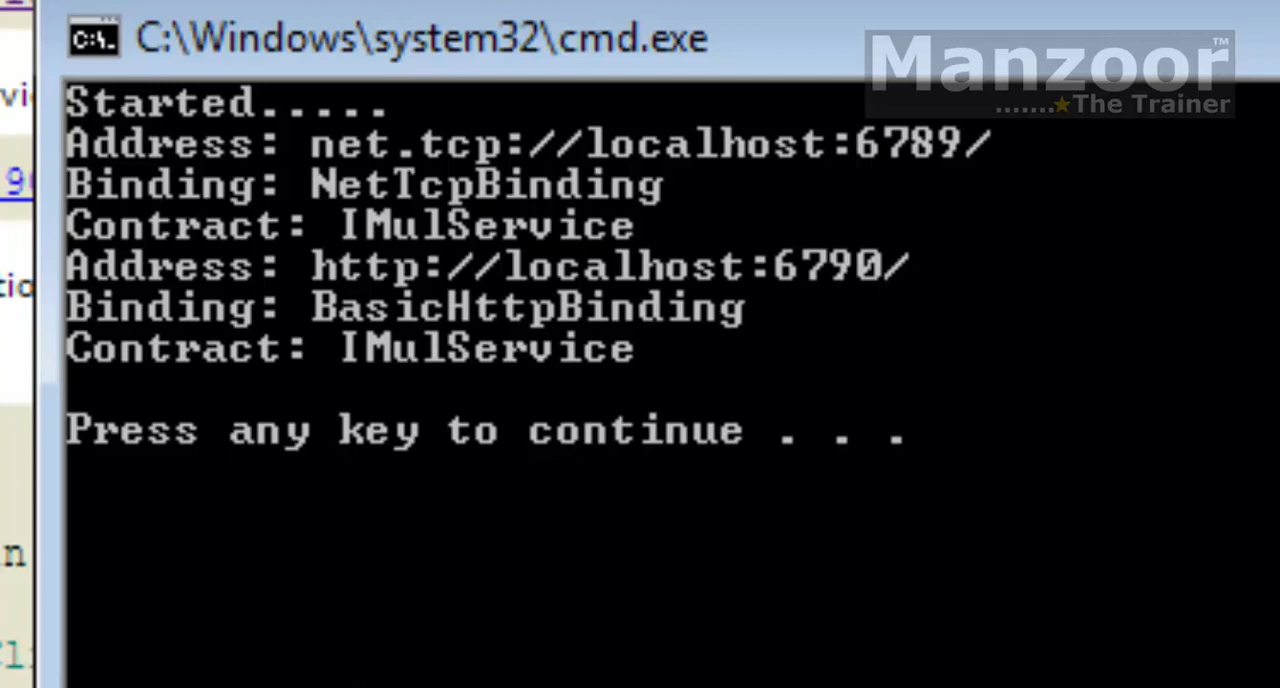 C:\Windows\system32\cmd.exe
Manzoor™
.......★The Trainer
Started.....
Address: net.tcp://localhost:6789/
Binding: NetTcpBinding
Contract: IMulService
Address: http://localhost:6790/
Binding: BasicHttpBinding
Contract: IMulService
Press any key to continue . . .